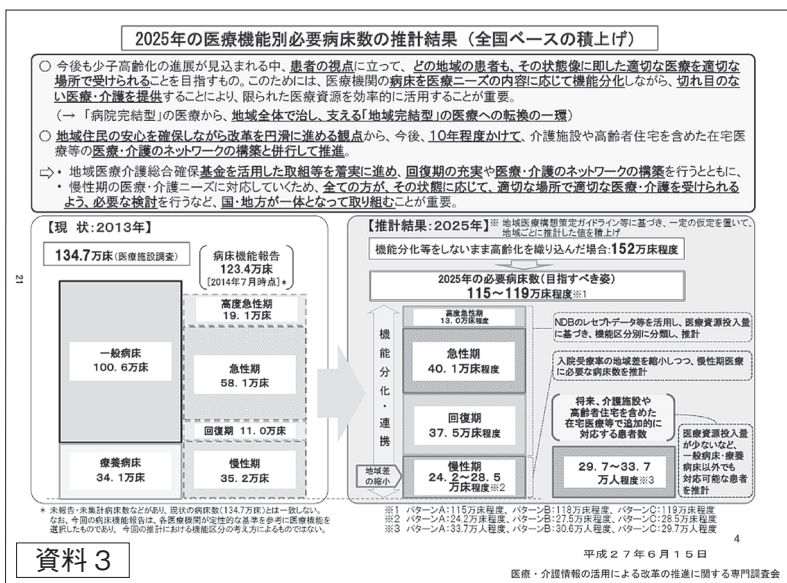 2025年の医療機能別必要病床数の推計結果（全国ベースの積上げ）
○ 今後も少子高齢化の進展が見込まれる中、患者の視点に立って、どの地域の患者も、その状態像に即した適切な医療を適切な
場所で受けられることを目指すもの。このためには、医療機関の病床を医療ニーズの内容に応じて機能分化しながら、切れ目のな
い医療・介護を提供することにより、限られた医療資源を効率的に活用することが重要。
（→ 「病院完結型」の医療から、地域全体で治し、支える「地域完結型」の医療への転換の一環）
○ 地域住民の安心を確保しながら改革を円滑に進める観点から、今後、10年程度かけて、介護施設や高齢者住宅を含めた在宅医
療等の医療・介護のネットワークの構築と併行して推進。
⇨ ・ 地域医療介護総合確保基金を活用した取組等を着実に進め、回復期の充実や医療・介護のネットワークの構築を行うとともに、
・ 慢性期の医療・介護ニーズに対応していくため、全ての方が、その状態に応じて、適切な場所で適切な医療・介護を受けられる
よう、必要な検討を行うなど、国・地方が一体となって取り組むことが重要。
【現 状:2013年】
134.7万床（医療施設調査）
病床機能報告
123.4万床
[2014年7月時点]＊
一般病床
100.6万床
療養病床
34.1万床
高度急性期
19.1万床
急性期
58.1万床
回復期 11.0万床
慢性期
35.2万床
【推計結果:2025年】※ 地域医療構想策定ガイドライン等に基づき、一定の仮定を置いて、
地域ごとに推計した値を積上げ
機能分化等をしないまま高齢化を織り込んだ場合:152万床程度
2025年の必要病床数（目指すべき姿）
115～119万床程度※1
機能分化・連携
地域差
の縮小
高度急性期
13.0万床程度
急性期
40.1万床程度
回復期
37.5万床程度
慢性期
24.2～28.5
万床程度※2
NDBのレセプトデータ等を活用し、医療資源投入量
に基づき、機能区分別に分類し、推計
入院受療率の地域差を縮小しつつ、慢性期医療
に必要な病床数を推計
将来、介護施設や
高齢者住宅を含めた
在宅医療等で追加的に
対応する患者数
29.7～33.7
万人程度※3
医療資源投入量
が少ないなど、
一般病床・療養
病床以外でも
対応可能な患者
を推計
＊ 未報告・未集計病床数などがあり、現状の病床数（134.7万床）とは一致しない。
なお、今回の病床機能報告は、各医療機関が定性的な基準を参考に医療機能を
選択したものであり、今回の推計における機能区分の考え方によるものではない。
※1 パターンA:115万床程度、パターンB:118万床程度、パターンC:119万床程度
※2 パターンA:24.2万床程度、パターンB:27.5万床程度、パターンC:28.5万床程度
※3 パターンA:33.7万人程度、パターンB:30.6万人程度、パターンC:29.7万人程度
4
21
資料３
平成２７年６月１５日
医療・介護情報の活用による改革の推進に関する専門調査会